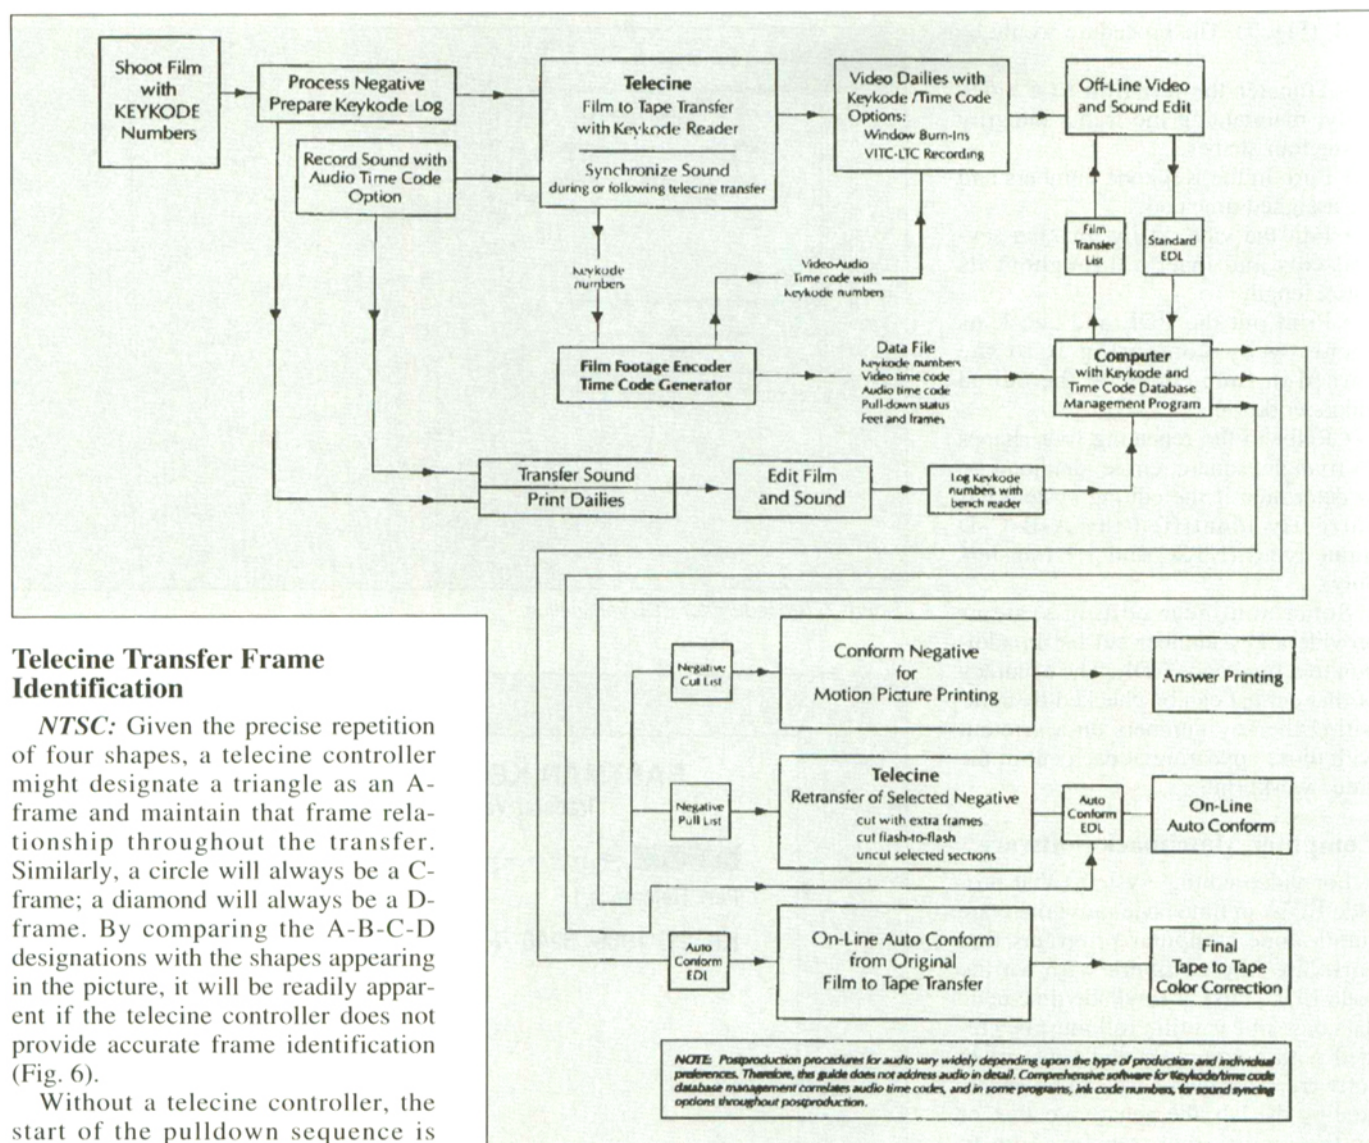 Shoot Film
with
KEYKODE
Numbers
Process Negative
Prepare Keykode Log
Record Sound with
Audio Time Code
Option
Telecine
Film to Tape Transfer
with Keykode Reader
Synchronize Sound
during or following telecine transfer
Video Dailies with
Keykode /Time Code
Options:
Window Burn-Ins
VITC-LTC Recording
Off-Line Video
and Sound Edit
Keykode
numbers
Video-Audio
Time code with
Keykode numbers
Film
Transfer
List
Standard
EDL
Film Footage Encoder
Time Code Generator
Data File
Keykode numbers
Video time code
Audio time code
Pull-down status
Feet and frames
Computer
with Keykode and
Time Code Database
Management Program
Transfer Sound
Print Dailies
Edit Film
and Sound
Log Keykode
numbers with
bench reader
Negative
Cut List
Conform Negative
for
Motion Picture Printing
Answer Printing
Negative
Pull List
Telecine
Retransfer of Selected Negative
cut with extra frames
cut flash-to-flash
uncut selected sections
Auto
Conform
EDL
On-Line
Auto Conform
Auto
Conform
EDL
On-Line Auto Conform
from Original
Film to Tape Transfer
Final
Tape to Tape
Color Correction
NOTE: Postproduction procedures for audio vary widely depending upon the type of production and individual
preferences. Therefore, this guide does not address audio in detail. Comprehensive software for Keykode/time code
database management correlates audio time codes, and in some programs, ink code numbers, for sound syncing
options throughout postproduction.
Telecine Transfer Frame
Identification
NTSC: Given the precise repetition
of four shapes, a telecine controller
might designate a triangle as an A-
frame and maintain that frame rela-
tionship throughout the transfer.
Similarly, a circle will always be a C-
frame; a diamond will always be a D-
frame. By comparing the A-B-C-D
designations with the shapes appearing
in the picture, it will be readily appar-
ent if the telecine controller does not
provide accurate frame identification
(Fig. 6).
Without a telecine controller, the
start of the pulldown sequence is